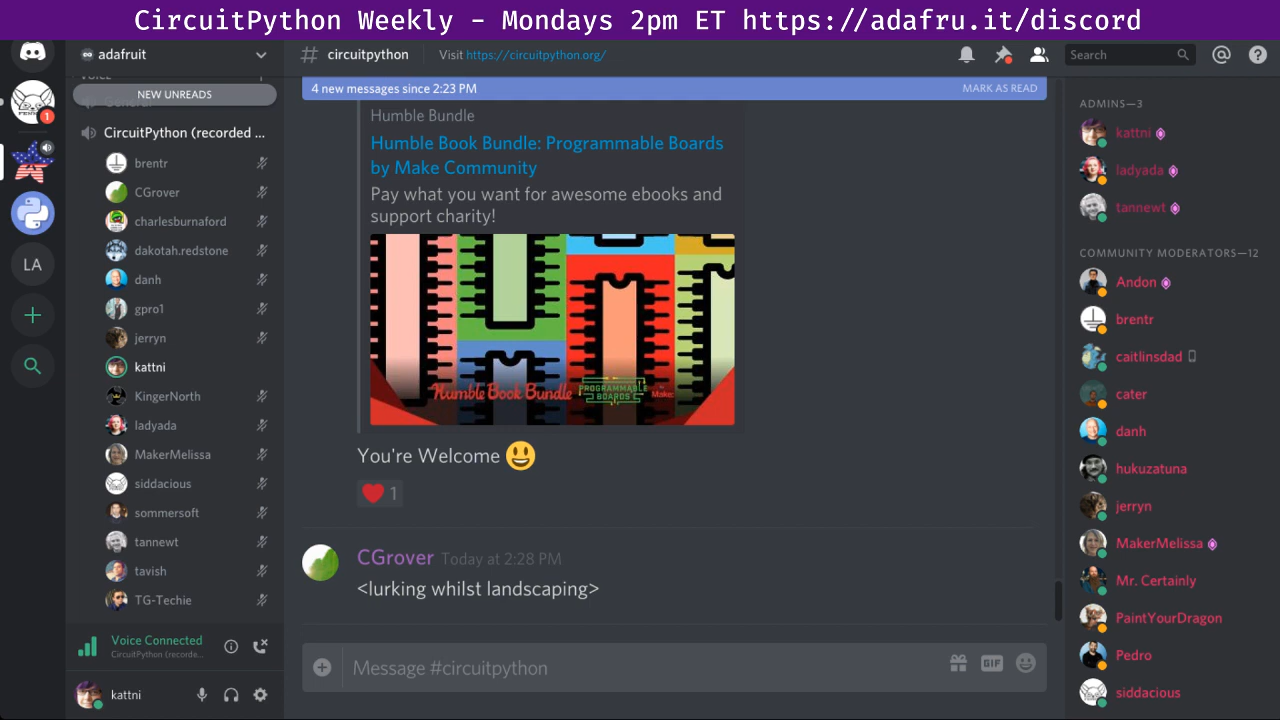 CircuitPython Weekly - Mondays 2pm ET https://adafru.it/discord
adafruit
NEW UNREADS
CircuitPython (recorded ...
brentr
CGrover
charlesburnaford
dakotah.redstone
danh
gpro1
jerryn
kattni
KingerNorth
ladyada
MakerMelissa
siddacious
sommersoft
tannewt
tavish
TG-Techie
Voice Connected
CircuitPython (recorde...
kattni
1
LA
# circuitpython
Visit https://circuitpython.org/
Search
4 new messages since 2:23 PM
MARK AS READ
Humble Bundle
Humble Book Bundle: Programmable Boards
by Make Community
Pay what you want for awesome ebooks and
support charity!
Humble Book Bundle
PROGRAMMABLE
BOARDS
Make:
You're Welcome
1
CGrover Today at 2:28 PM
<lurking whilst landscaping>
Message #circuitpython
GIF
ADMINS—3
kattni
ladyada
tannewt
COMMUNITY MODERATORS—12
Andon
brentr
caitlinsdad
cater
danh
hukuzatuna
jerryn
MakerMelissa
Mr. Certainly
PaintYourDragon
Pedro
siddacious